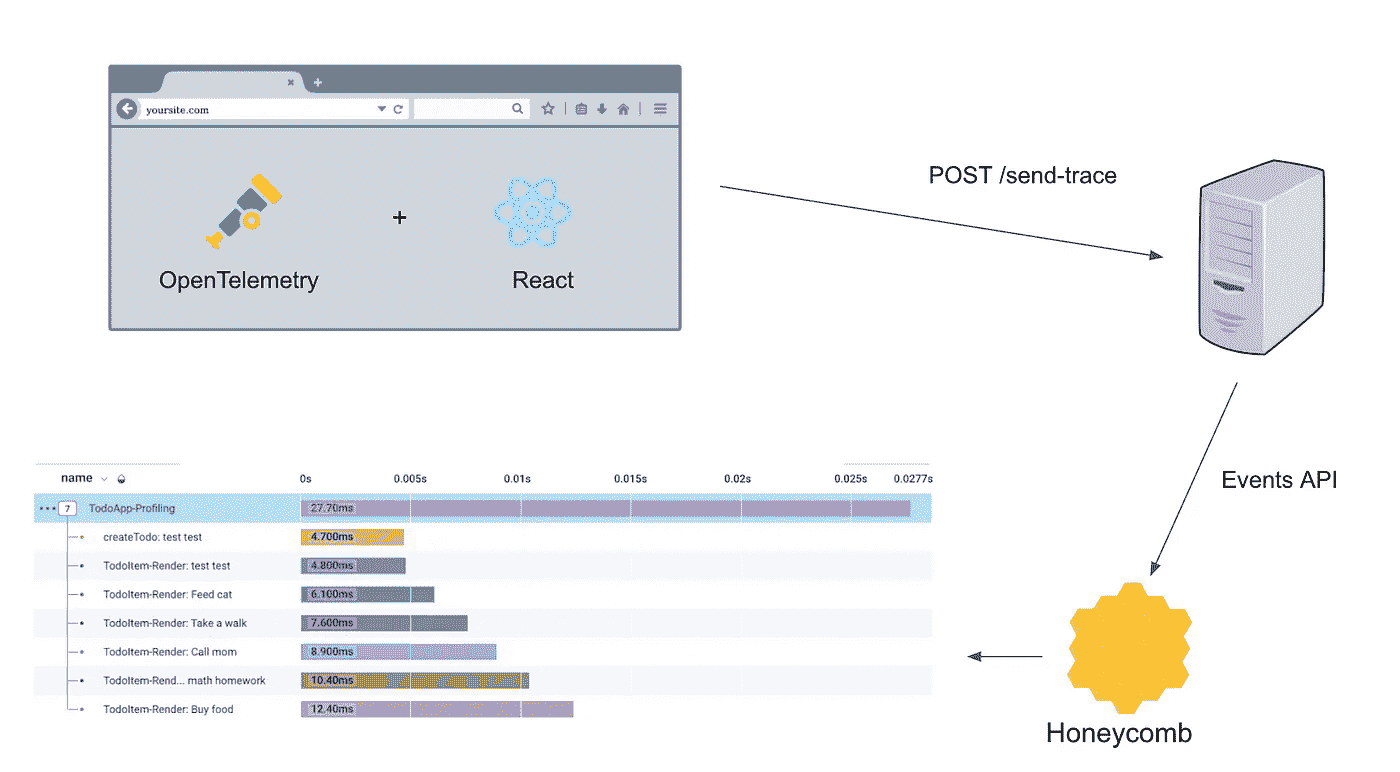 yoursite.com
POST /send-trace
+
OpenTelemetry
React
Events API
name 0s 0.005s 0.01s 0.015s 0.02s 0.025s 0.0277s
7 TodoApp-Profiling 27.70ms
createTodo: test test 4.700ms
TodoItem-Render: test test 4.800ms
TodoItem-Render: Feed cat 6.100ms
TodoItem-Render: Take a walk 7.600ms
TodoItem-Render: Call mom 8.900ms
TodoItem-Rend... math homework 10.40ms
TodoItem-Render: Buy food 12.40ms
Honeycomb